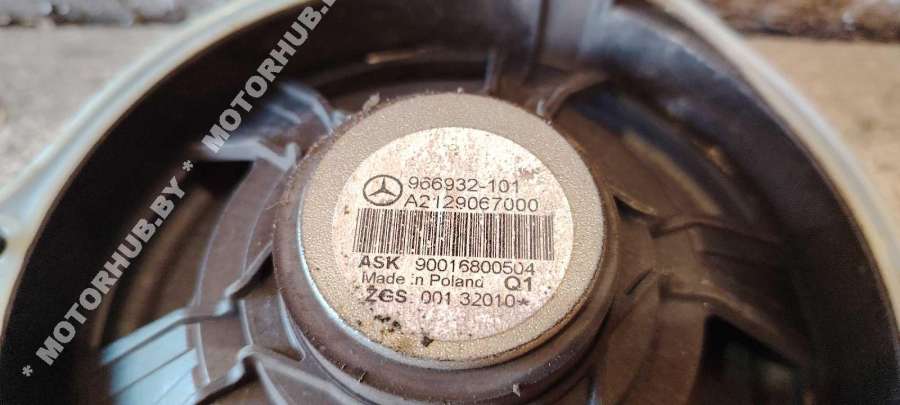 MOTORHUB.BY * MOTORHUB.BY * MOTORHUB
966932-101
A2129067000
ASK 90016800504
Made in Poland Q1
ZGS: 001 32010*